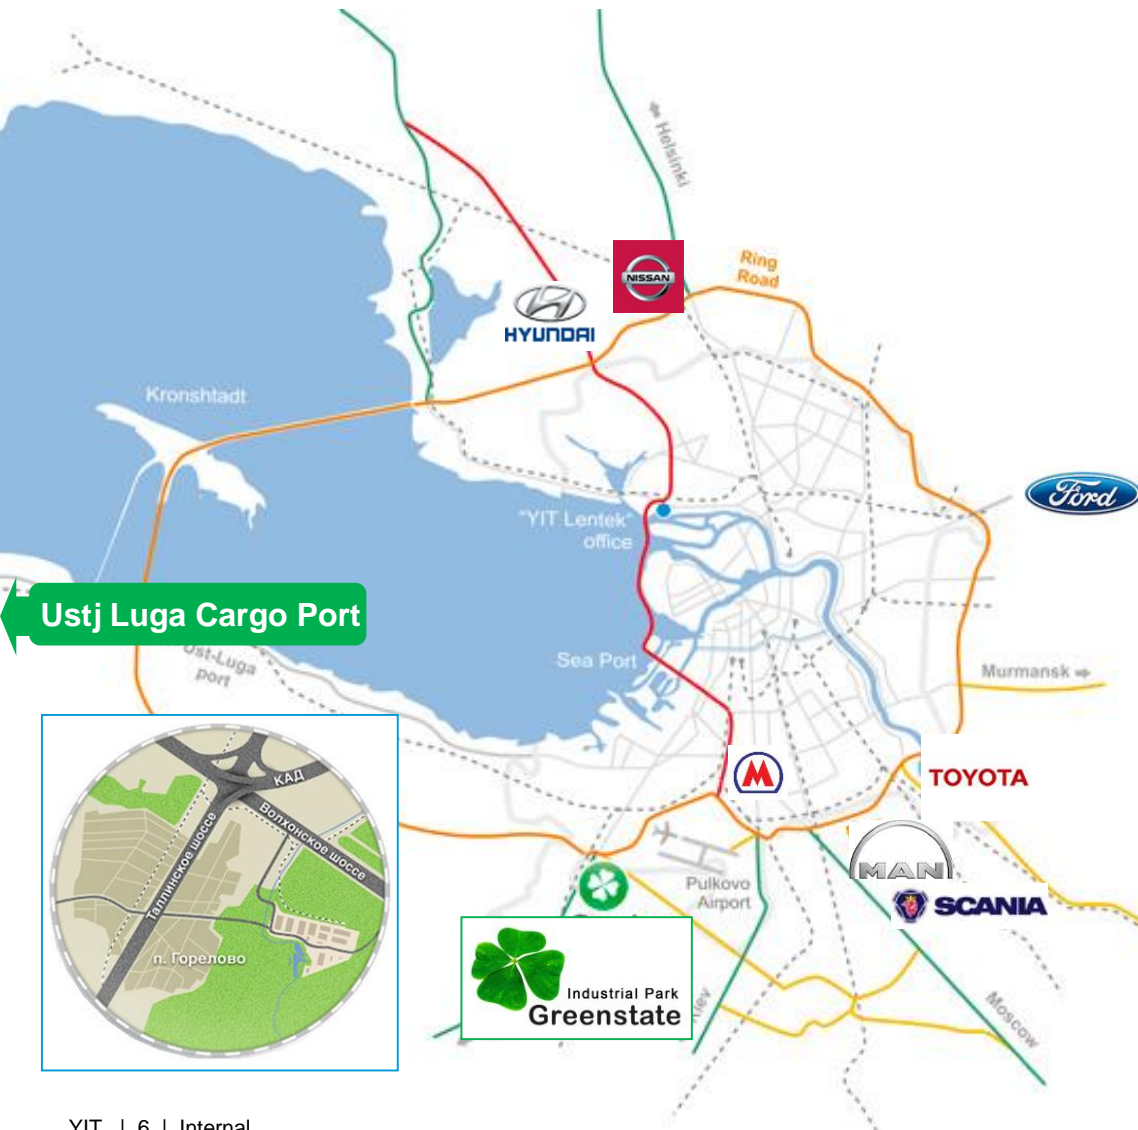 Helsinki
NISSAN
Ring
Road
HYUNDAI
Kronshtadt
Ford
"YIT Lentek"
office
Ustj Luga Cargo Port
Ust-Luga
port
Sea Port
Murmansk
М
TOYOTA
КАД
Волхонское шоссе
Таллинское шоссе
п. Горелово
MAN
SCANIA
Pulkovo
Airport
Industrial Park
Greenstate
Moscow
YIT | 6 | Internal